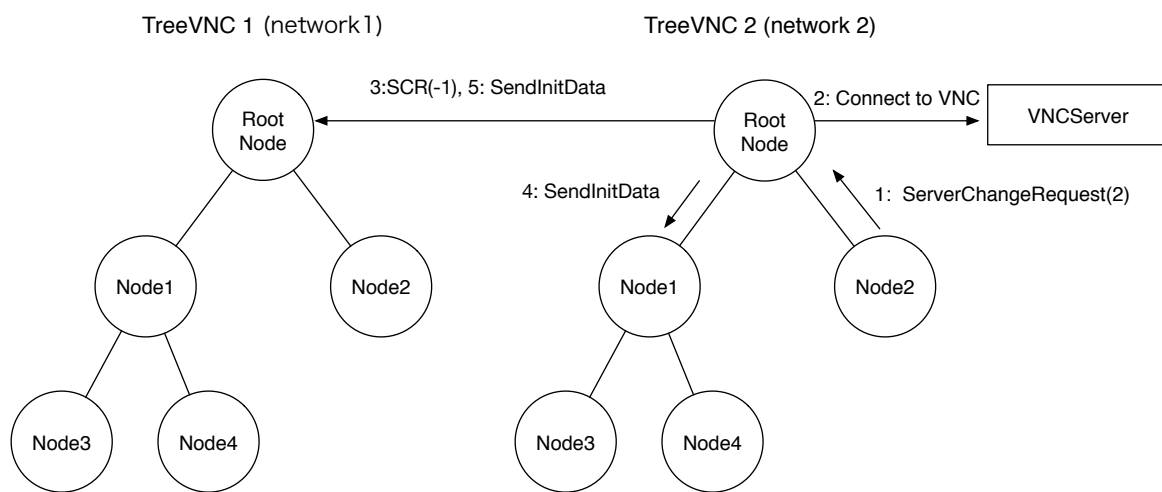 TreeVNC 1 (network1)
TreeVNC 2 (network 2)
3:SCR(-1), 5: SendInitData
2: Connect to VNC
VNCServer
Root
Node
Root
Node
4: SendInitData
1: ServerChangeRequest(2)
Node1
Node2
Node1
Node2
Node3
Node4
Node3
Node4